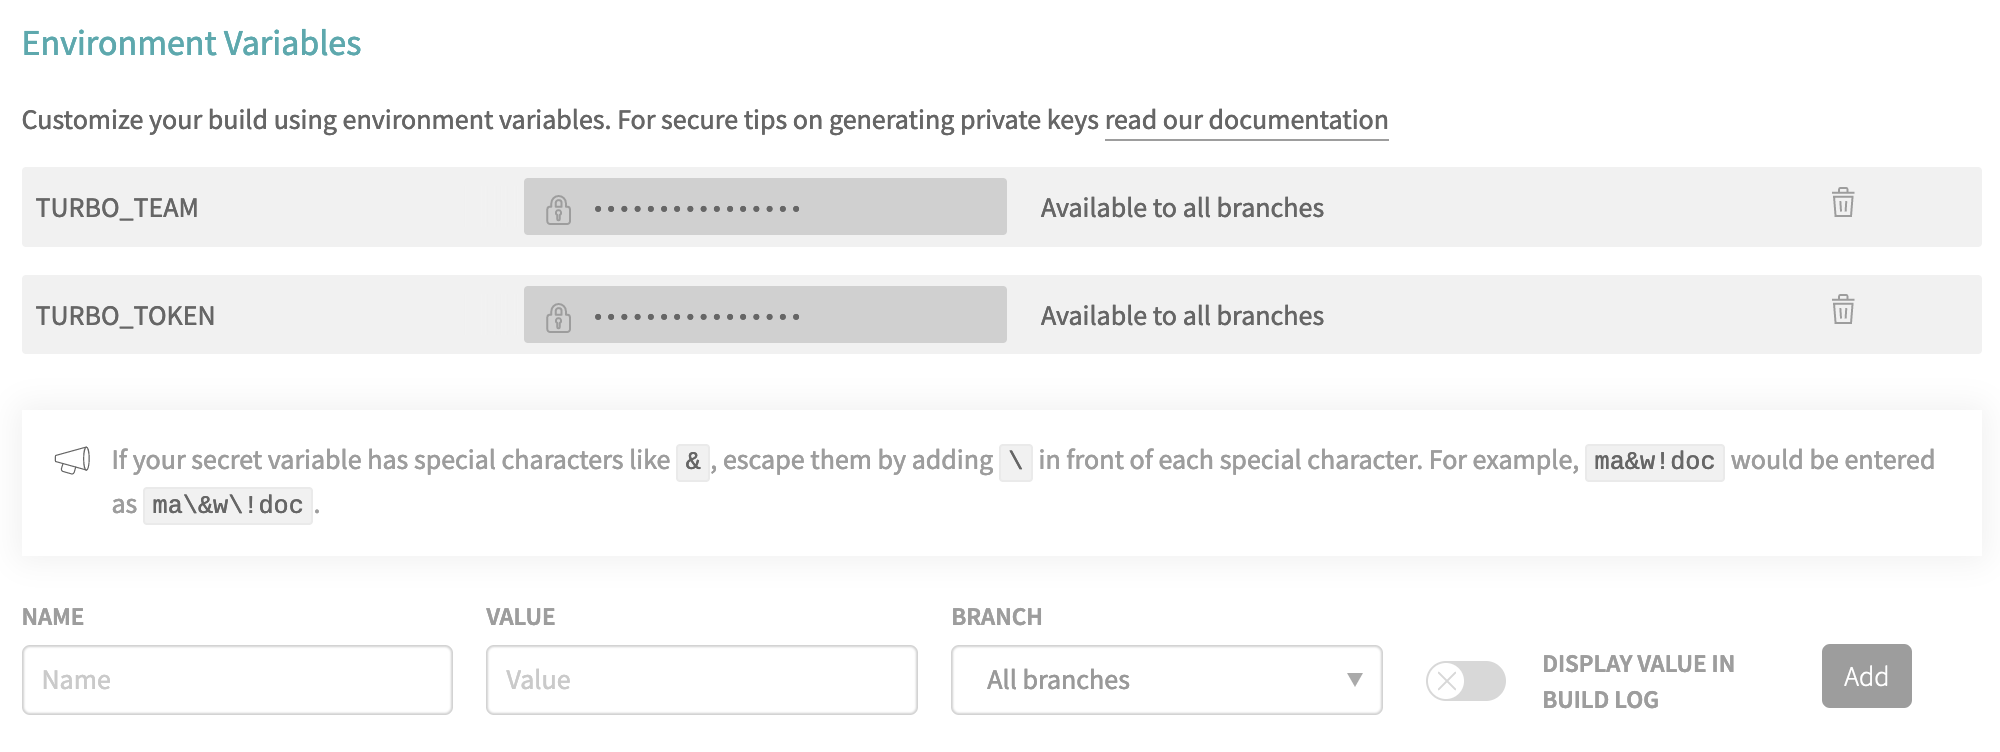 Environment Variables
Customize your build using environment variables. For secure tips on generating private keys read our documentation
TURBO_TEAM •••••••••••••••• Available to all branches
TURBO_TOKEN •••••••••••••••• Available to all branches
If your secret variable has special characters like & , escape them by adding \ in front of each special character. For example, ma&w!doc would be entered
as ma\&w\!doc .
NAME VALUE BRANCH
Name Value All branches DISPLAY VALUE IN
BUILD LOG Add